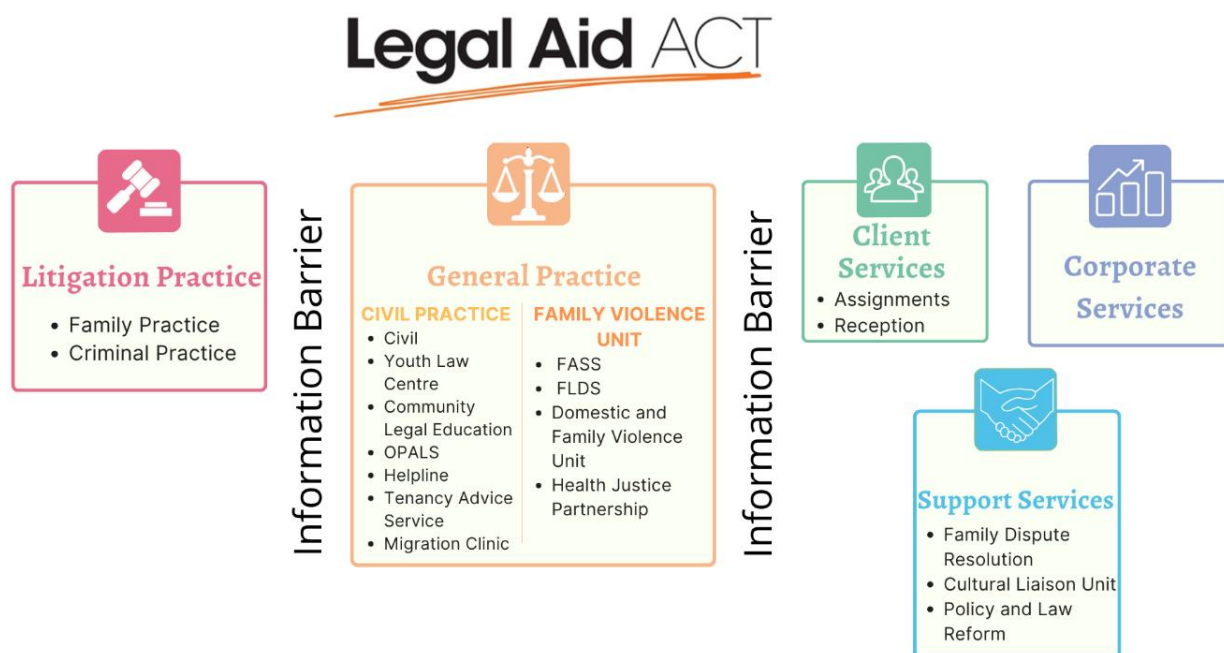 Legal Aid ACT
Litigation Practice
• Family Practice
• Criminal Practice
Information Barrier
General Practice
CIVIL PRACTICE
• Civil
• Youth Law
Centre
• Community
Legal Education
• OPALS
• Helpline
• Tenancy Advice
Service
• Migration Clinic
FAMILY VIOLENCE
UNIT
• FASS
• FLDS
• Domestic and
Family Violence
Unit
• Health Justice
Partnership
Information Barrier
Client
Services
• Assignments
• Reception
Corporate
Services
Support Services
• Family Dispute
Resolution
• Cultural Liaison Unit
• Policy and Law
Reform